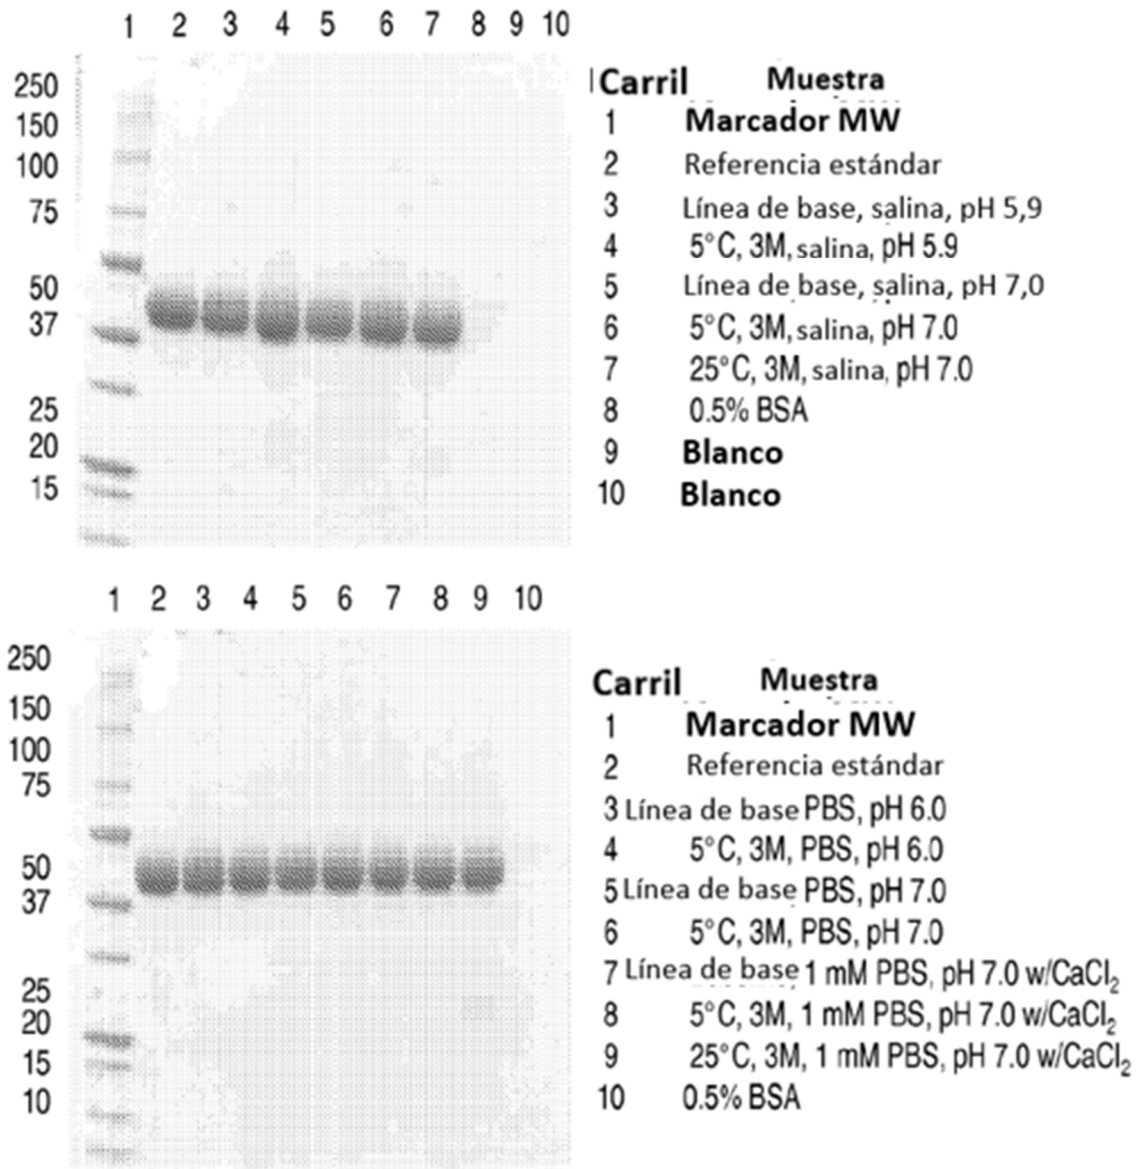 1 2 3 4 5 6 7 8 9 10
250
150
100
75
50
37
25
20
15
Carril Muestra
1 Marcador MW
2 Referencia estándar
3 Línea de base, salina, pH 5,9
4 5°C, 3M, salina, pH 5.9
5 Línea de base, salina, pH 7,0
6 5°C, 3M, salina, pH 7.0
7 25°C, 3M, salina, pH 7.0
8 0.5% BSA
9 Blanco
10 Blanco
1 2 3 4 5 6 7 8 9 10
250
150
100
75
50
37
25
20
15
10
Carril Muestra
1 Marcador MW
2 Referencia estándar
3 Línea de base PBS, pH 6.0
4 5°C, 3M, PBS, pH 6.0
5 Línea de base PBS, pH 7.0
6 5°C, 3M, PBS, pH 7.0
7 Línea de base 1 mM PBS, pH 7.0 w/CaCl₂
8 5°C, 3M, 1 mM PBS, pH 7.0 w/CaCl₂
9 25°C, 3M, 1 mM PBS, pH 7.0 w/CaCl₂
10 0.5% BSA